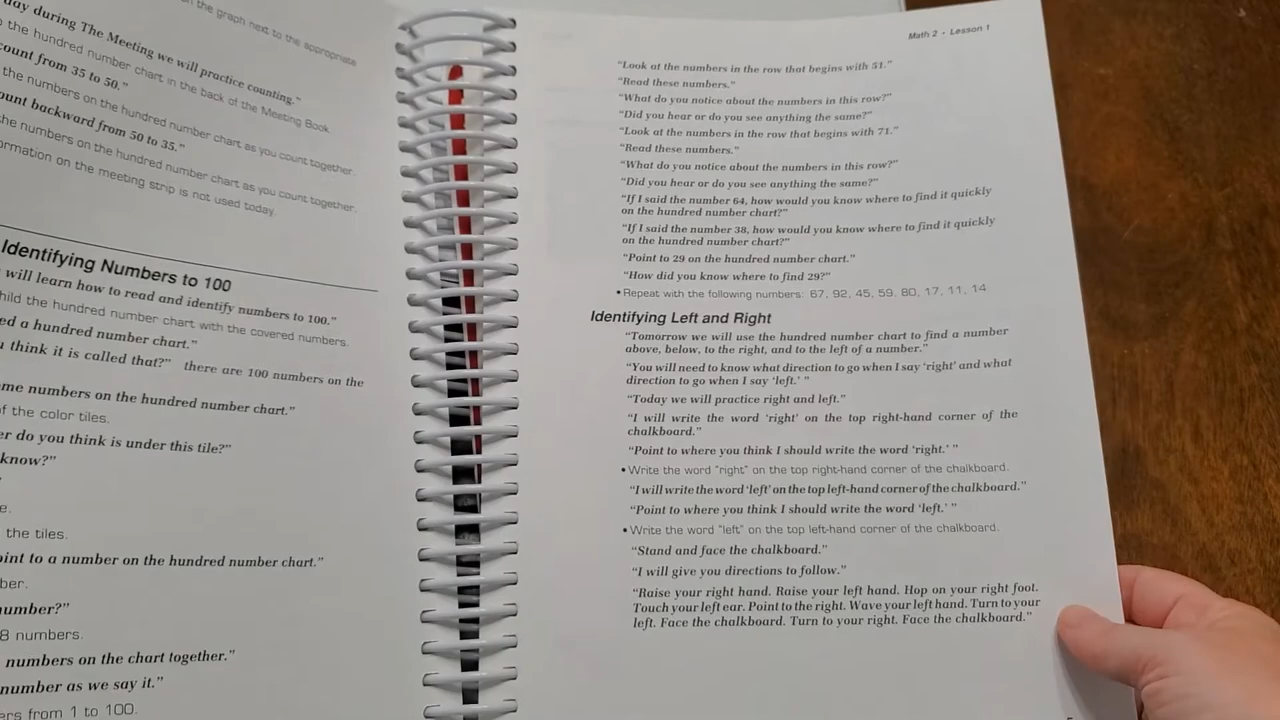 the graph next to the appropriate
day during The Meeting we will practice counting."
the hundred number chart in the back of the Meeting Book.
count from 35 to 50."
the numbers on the hundred number chart as you count together.
ount backward from 50 to 35."
he numbers on the hundred number chart as you count together.
ormation on the meeting strip is not used today.
Identifying Numbers to 100
will learn how to read and identify numbers to 100."
hild the hundred number chart with the covered numbers.
ed a hundred number chart."
think it is called that?" there are 100 numbers on the
me numbers on the hundred number chart."
f the color tiles.
er do you think is under this tile?"
know?"
e.
the tiles.
oint to a number on the hundred number chart."
ber.
number?"
8 numbers.
numbers on the chart together."
number as we say it."
ers from 1 to 100.
Math 2 - Lesson 1
"Look at the numbers in the row that begins with 51."
"Read these numbers."
"What do you notice about the numbers in this row?"
"Did you hear or do you see anything the same?"
"Look at the numbers in the row that begins with 71."
"Read these numbers."
"What do you notice about the numbers in this row?"
"Did you hear or do you see anything the same?"
"If I said the number 64, how would you know where to find it quickly
on the hundred number chart?"
"If I said the number 38, how would you know where to find it quickly
on the hundred number chart?"
"Point to 29 on the hundred number chart."
"How did you know where to find 29?"
• Repeat with the following numbers: 67, 92, 45, 59, 80, 17, 11, 14
Identifying Left and Right
"Tomorrow we will use the hundred number chart to find a number
above, below, to the right, and to the left of a number."
"You will need to know what direction to go when I say 'right' and what
direction to go when I say 'left.' "
"Today we will practice right and left."
"I will write the word 'right' on the top right-hand corner of the
chalkboard."
"Point to where you think I should write the word 'right.' "
• Write the word "right" on the top right-hand corner of the chalkboard.
"I will write the word 'left' on the top left-hand corner of the chalkboard."
"Point to where you think I should write the word 'left.' "
• Write the word "left" on the top left-hand corner of the chalkboard.
"Stand and face the chalkboard."
"I will give you directions to follow."
"Raise your right hand. Raise your left hand. Hop on your right foot.
Touch your left ear. Point to the right. Wave your left hand. Turn to your
left. Face the chalkboard. Turn to your right. Face the chalkboard."